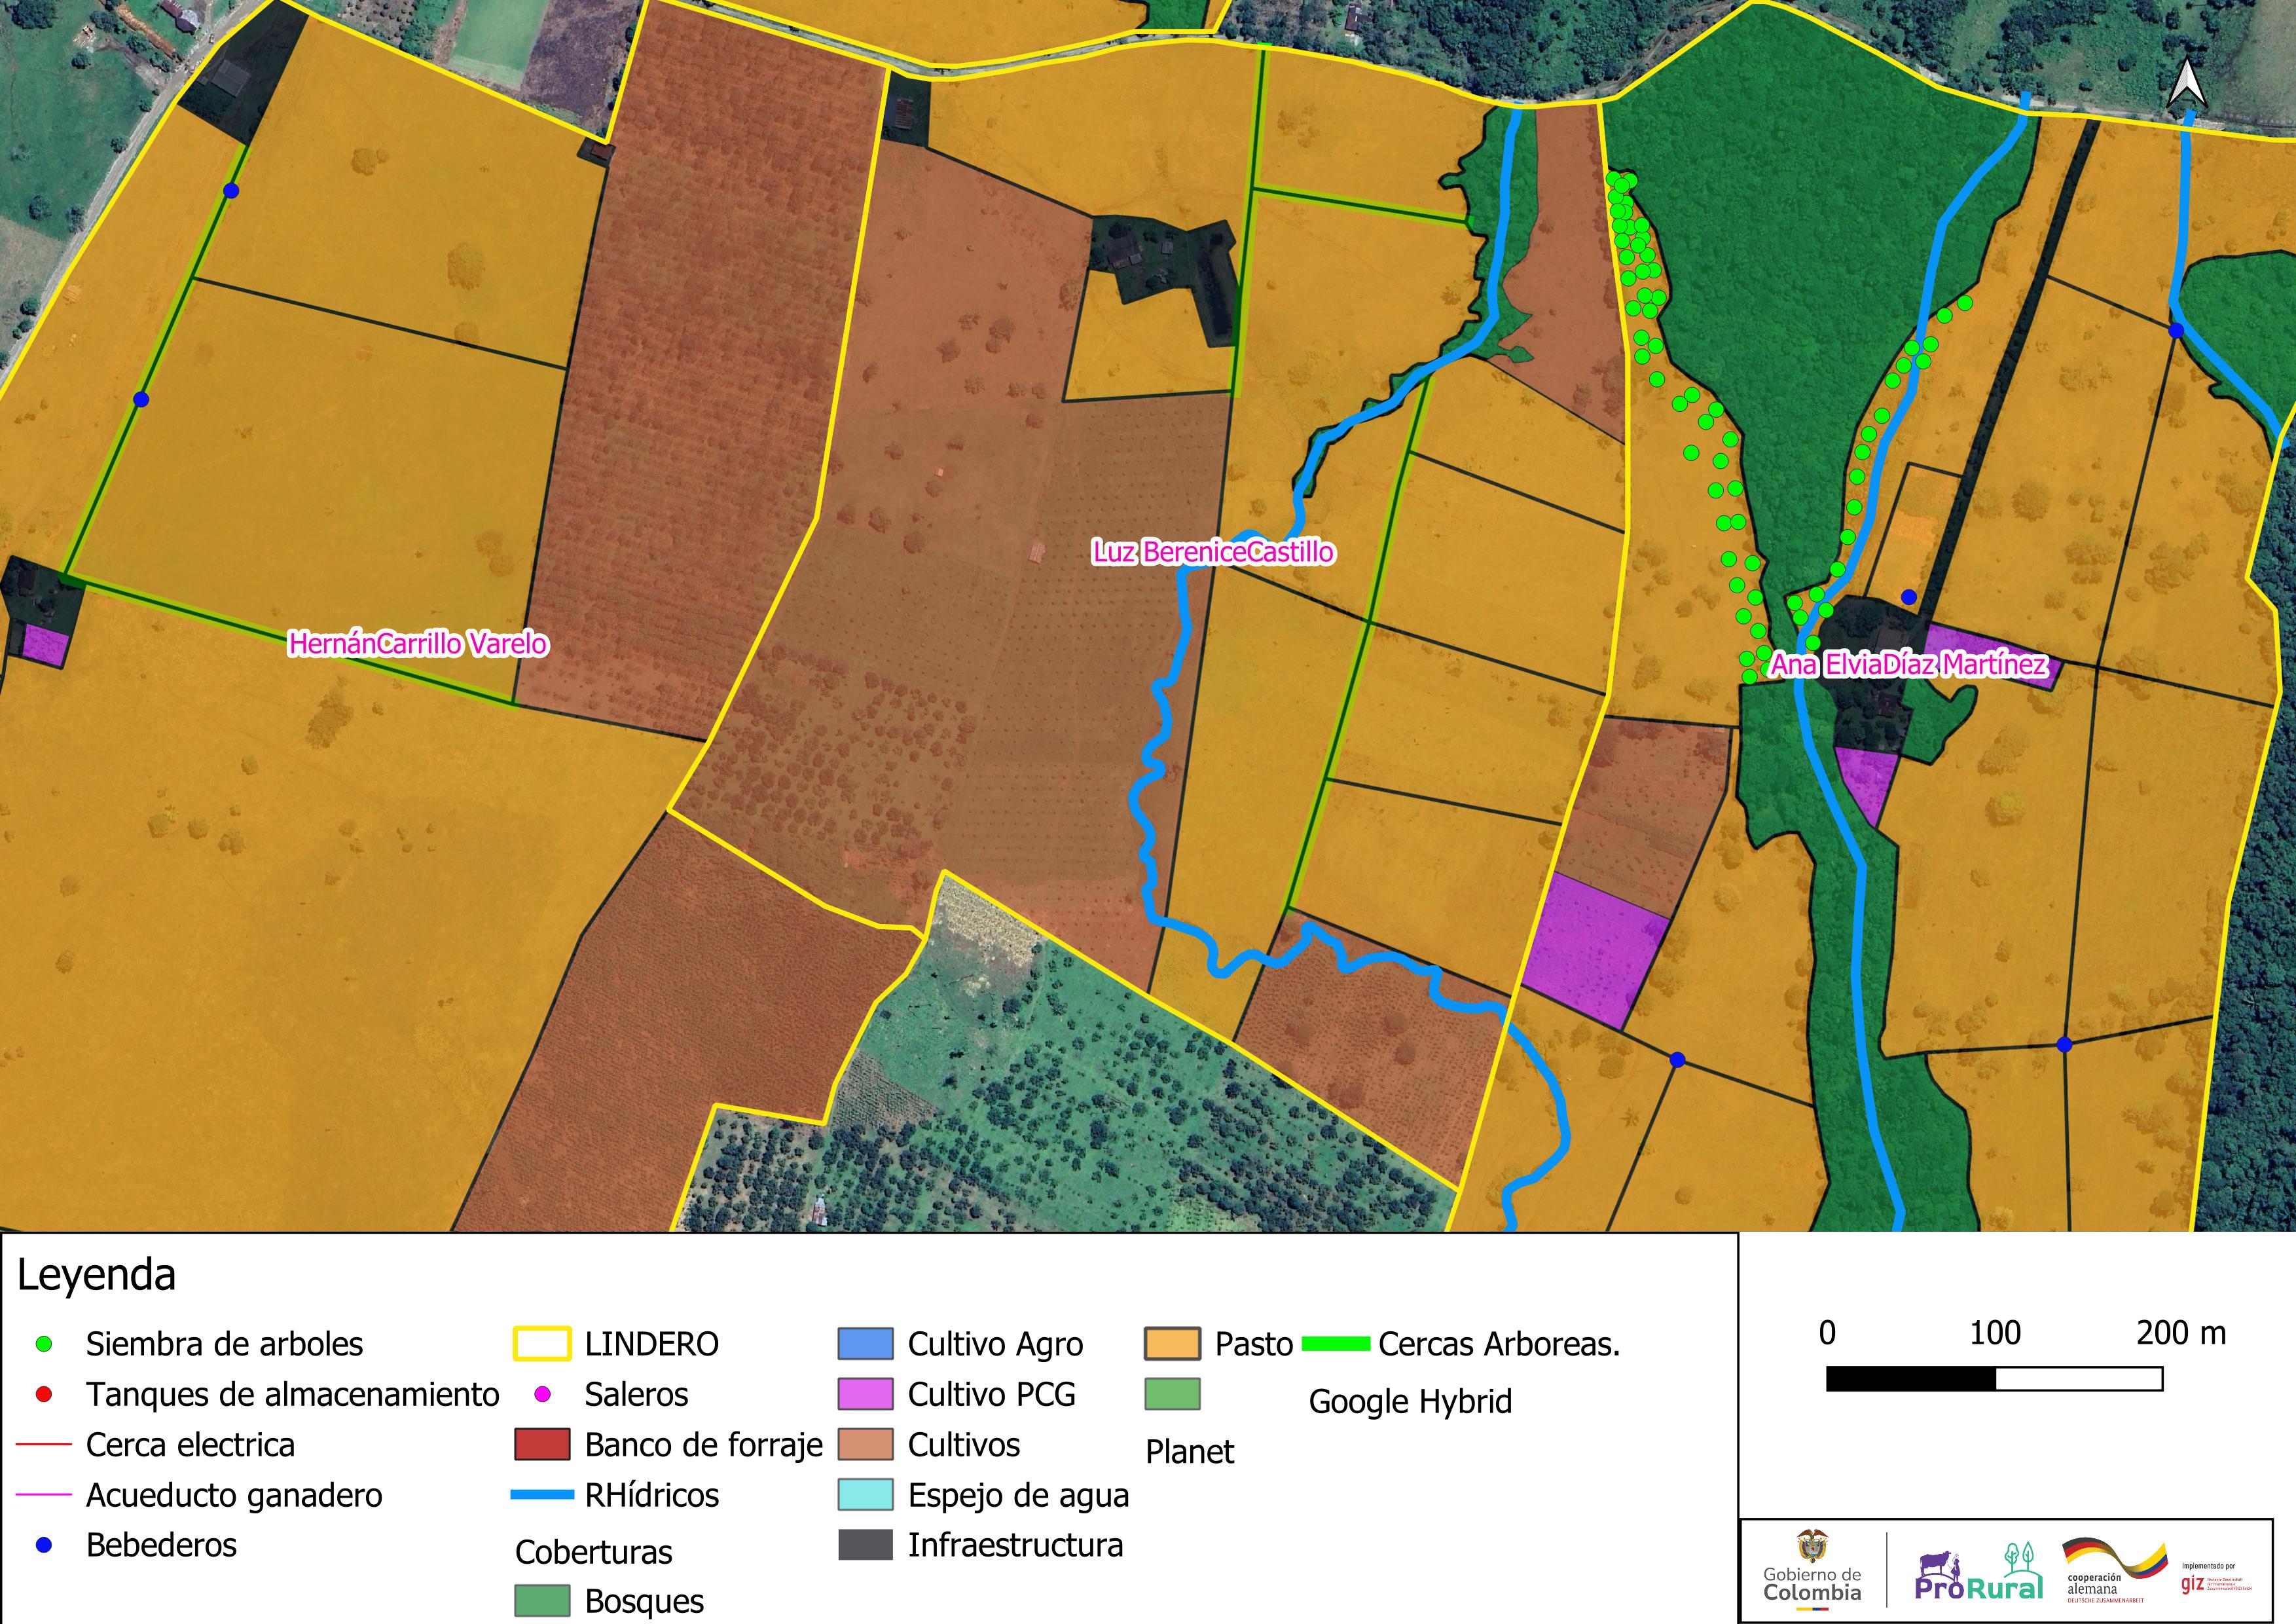 Luz BereniceCastillo
HernánCarrillo Varelo
Ana ElviaDíaz Martínez
Leyenda
Siembra de arboles
Tanques de almacenamiento
Cerca electrica
Acueducto ganadero
Bebederos
LINDERO
Saleros
Banco de forraje
RHídricos
Coberturas
Bosques
Cultivo Agro
Cultivo PCG
Cultivos
Espejo de agua
Infraestructura
Pasto
Planet
Cercas Arboreas.
Google Hybrid
0 100 200 m
Gobierno de
Colombia
ProRural
cooperación
alemana
DEUTSCHE ZUSAMMENARBEIT
Implementado por
giz